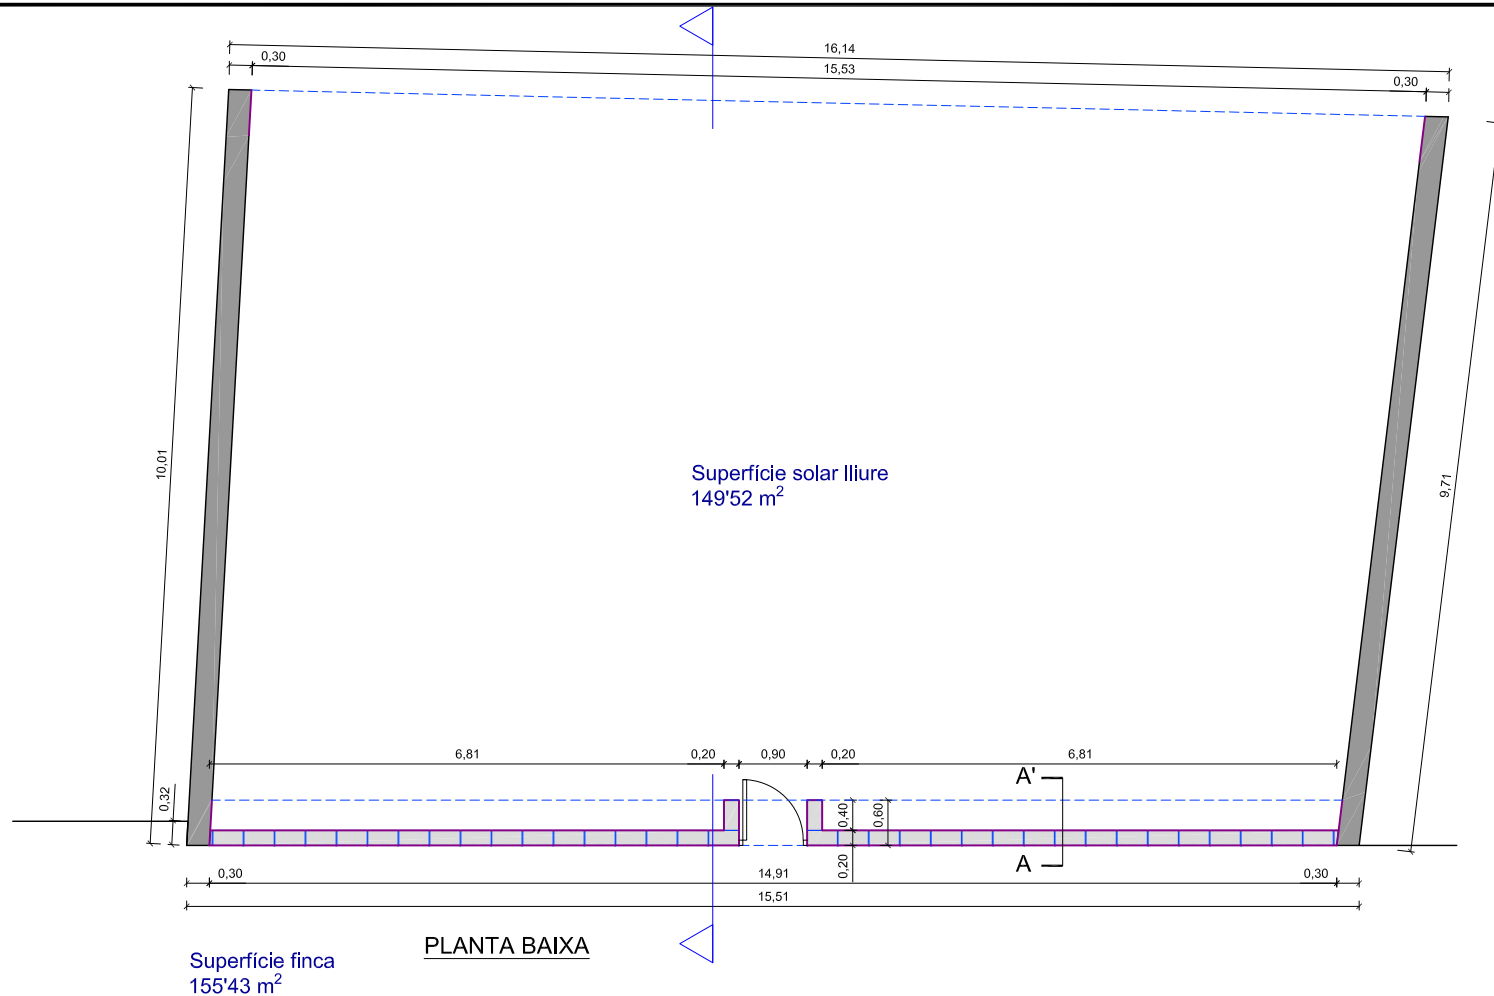 16,14
0,30
15,53
0,30
10,01
9,71
Superfície solar lliure
149'52 m²
6,81
0,20
0,90
0,20
6,81
A'
0,32
0,40
0,60
0,20
A
0,30
14,91
0,30
15,51
PLANTA BAIXA
Superfície finca
155'43 m²